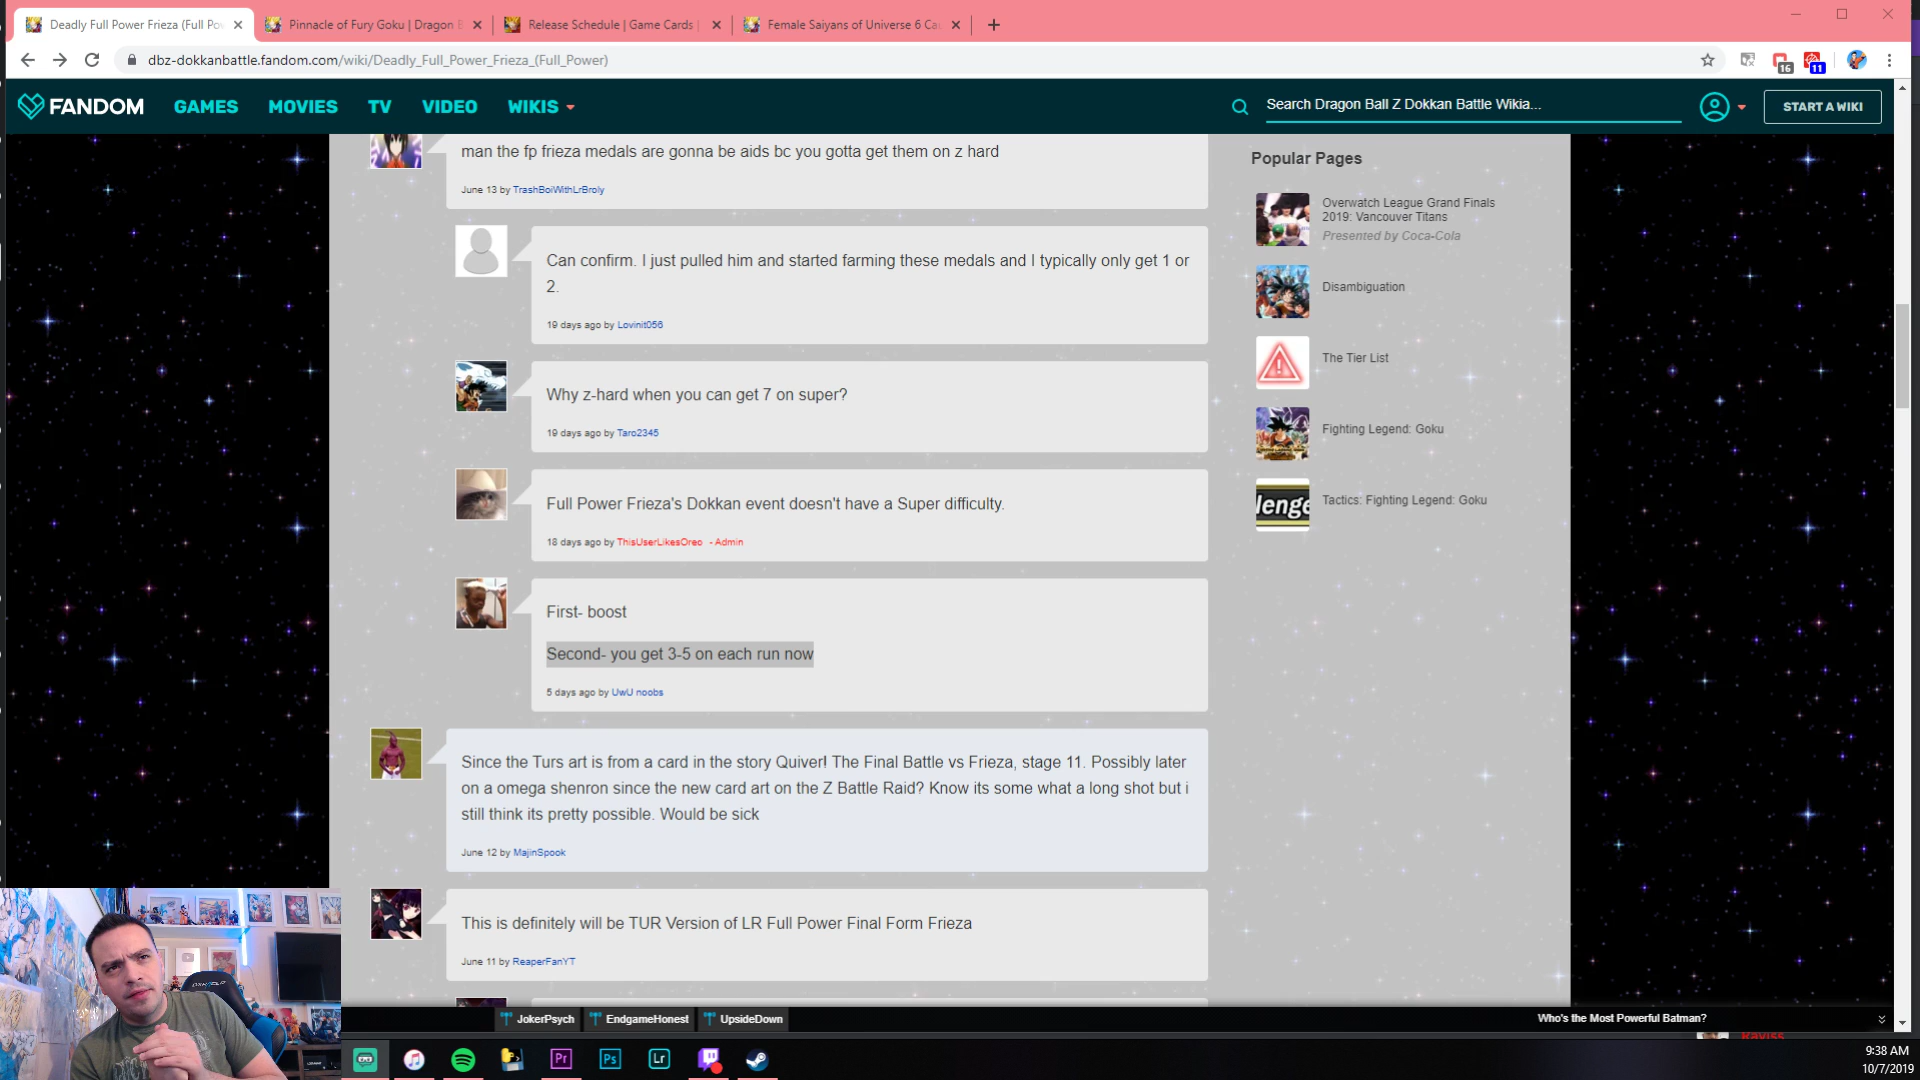 Deadly Full Power Frieza (Full Po
Pinnacle of Fury Goku | Dragon B
Release Schedule | Game Cards |
Female Saiyans of Universe 6 Ca
dbz-dokkanbattle.fandom.com/wiki/Deadly_Full_Power_Frieza_(Full_Power)
16
11
FANDOM
GAMES
MOVIES
TV
VIDEO
WIKIS
Search Dragon Ball Z Dokkan Battle Wikia...
START A WIKI
man the fp frieza medals are gonna be aids bc you gotta get them on z hard
June 13 by TrashBoiWithLrBroly
Can confirm. I just pulled him and started farming these medals and I typically only get 1 or
2.
19 days ago by Lovinit056
Why z-hard when you can get 7 on super?
19 days ago by Taro2345
Full Power Frieza's Dokkan event doesn't have a Super difficulty.
18 days ago by ThisUserLikesOreo - Admin
First- boost
Second- you get 3-5 on each run now
5 days ago by UwU noobs
Since the Turs art is from a card in the story Quiver! The Final Battle vs Frieza, stage 11. Possibly later
on a omega shenron since the new card art on the Z Battle Raid? Know its some what a long shot but i
still think its pretty possible. Would be sick
June 12 by MajinSpook
This is definitely will be TUR Version of LR Full Power Final Form Frieza
June 11 by ReaperFanYT
Popular Pages
Overwatch League Grand Finals
2019: Vancouver Titans
Presented by Coca-Cola
Disambiguation
The Tier List
Fighting Legend: Goku
lenge
Tactics: Fighting Legend: Goku
JokerPsych
EndgameHonest
UpsideDown
Who's the Most Powerful Batman?
Raviss
Pr
Ps
Lr
9:38 AM
10/7/2019